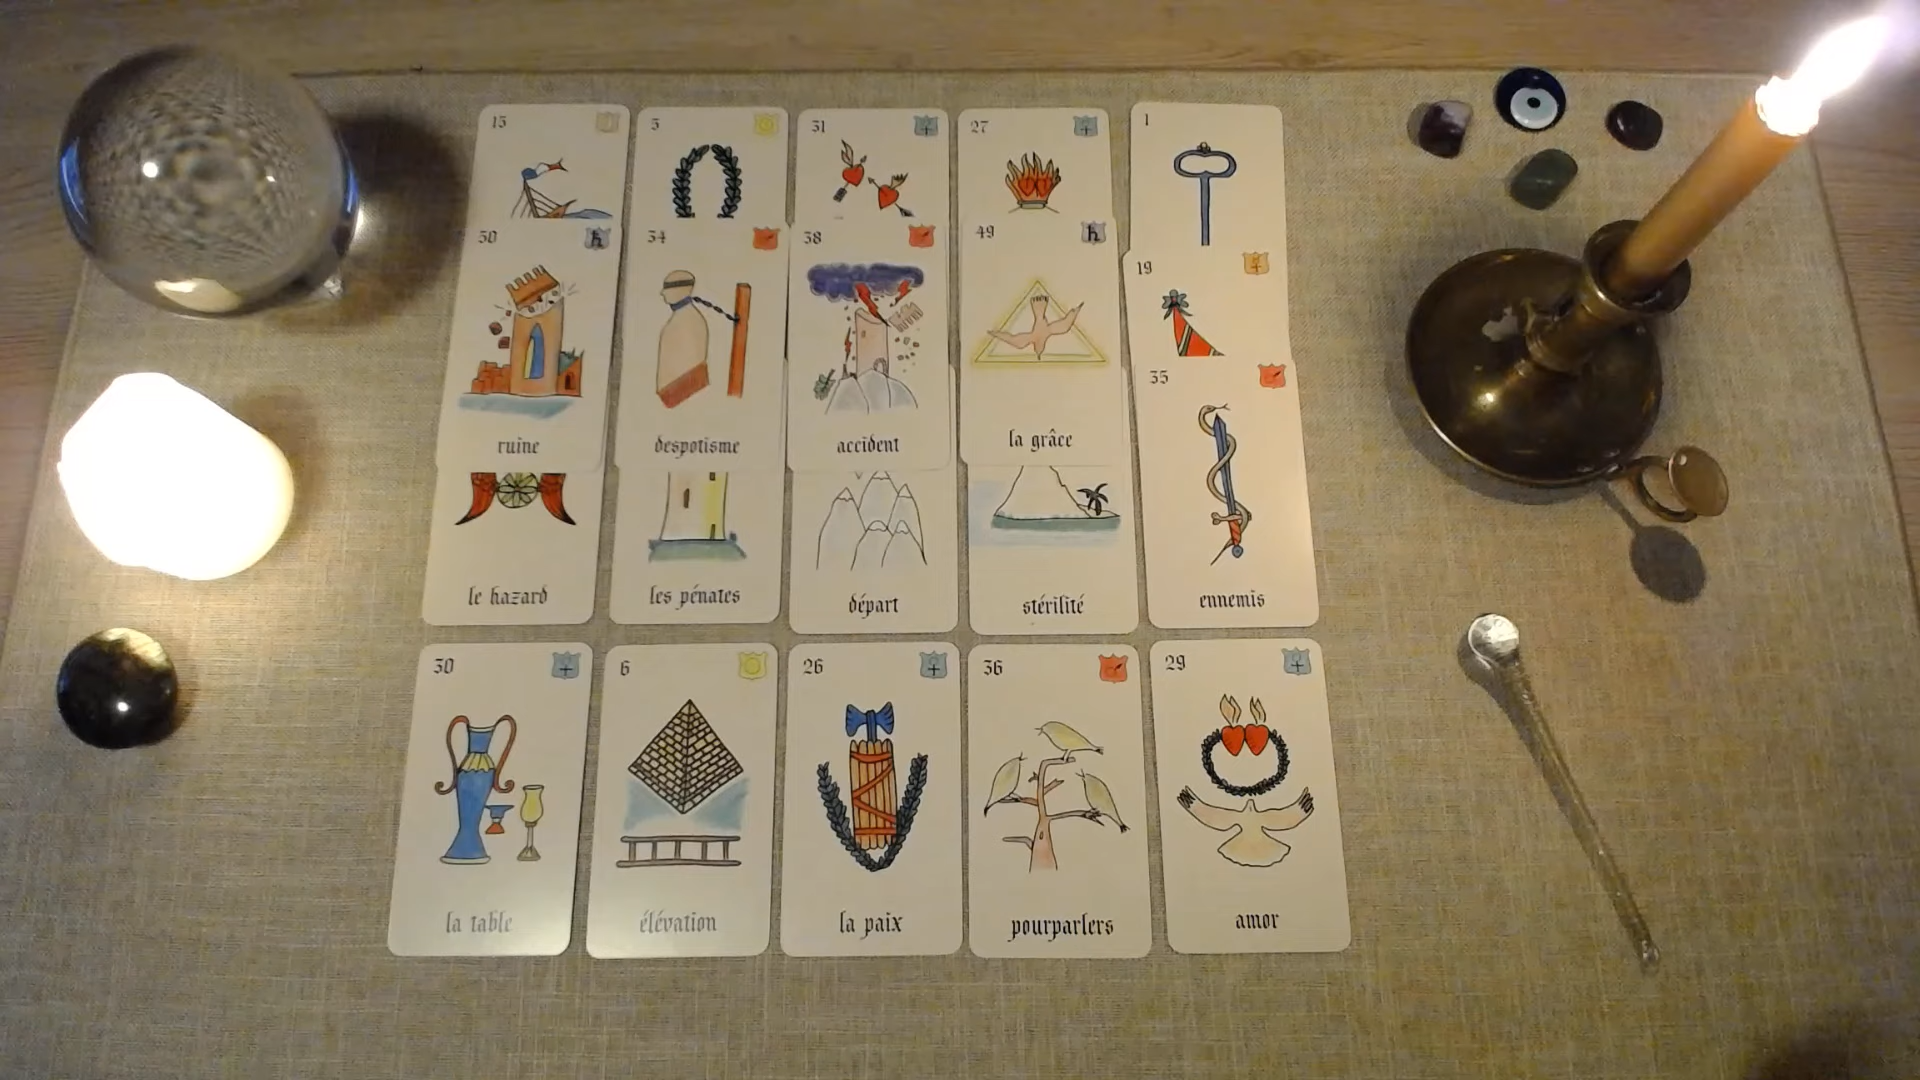 15
5
31
27
1
50
34
38
49
19
35
ruine
despotisme
accident
la grâce
le hazard
les pénates
départ
stérilité
ennemis
30
6
26
36
29
la table
élévation
la paix
pourparlers
amor